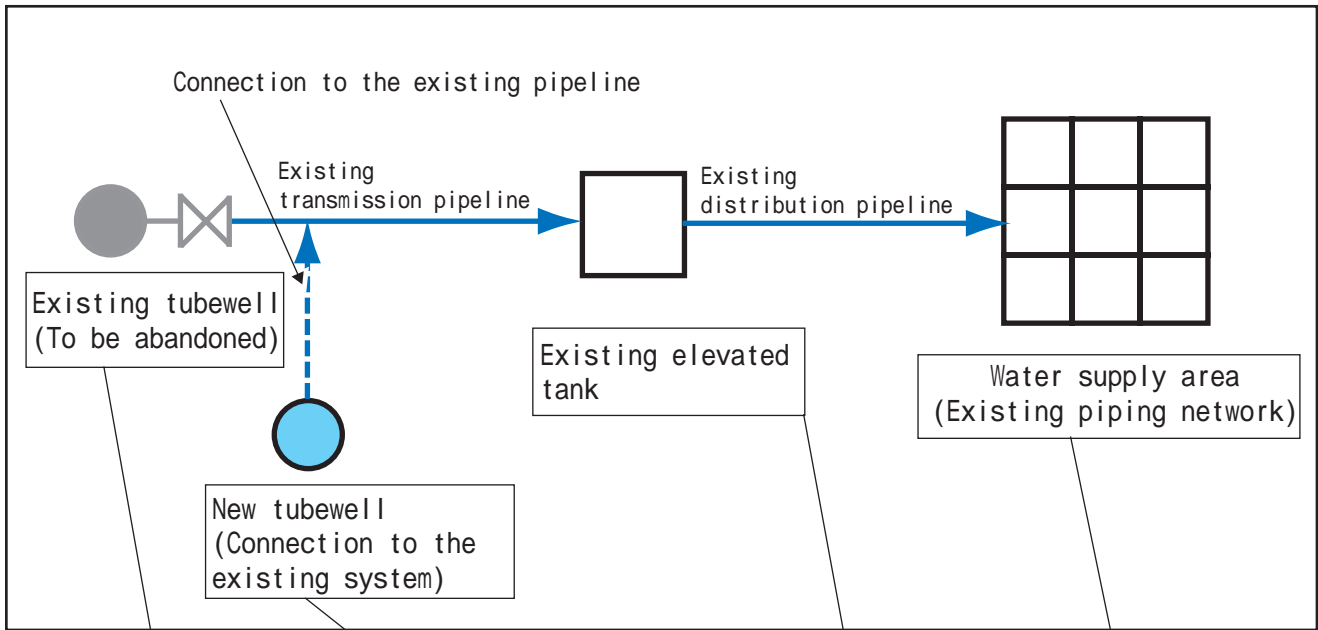 Connection to the existing pipeline
Existing
transmission pipeline
Existing
distribution pipeline
Existing tubewell
(To be abandoned)
Existing elevated
tank
Water supply area
(Existing piping network)
New tubewell
(Connection to the
existing system)